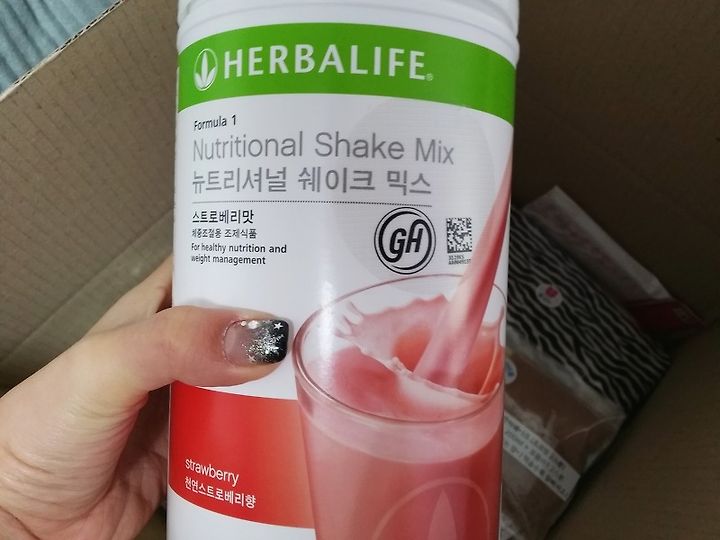 HERBALIFE®
Formula 1
Nutritional Shake Mix
뉴트리셔널 쉐이크 믹스
스트로베리맛
체중조절용 조제식품
For healthy nutrition and
weight management
GH
strawberry
천연스트로베리향